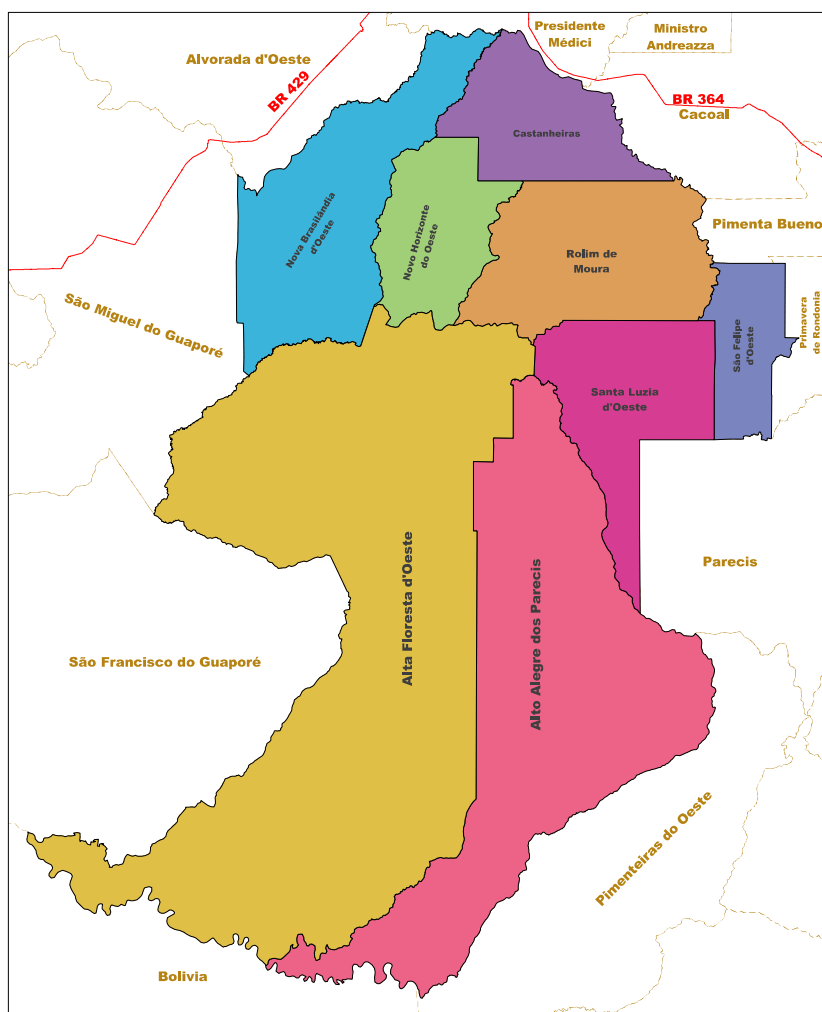 Presidente
Médici
Ministro
Andreazza
Alvorada d'Oeste
BR 429
BR 364
Cacoal
Castanheiras
Nova Brasilândia
d'Oeste
Novo Horizonte
do Oeste
Pimenta Bueno
Rolim de
Moura
São Miguel do Guaporé
São Felipe
d'Oeste
Primavera
de Rondonia
Santa Luzia
d'Oeste
Parecis
Alta Floresta d'Oeste
Alto Alegre dos Parecis
São Francisco do Guaporé
Pimenteiras do Oeste
Bolivia